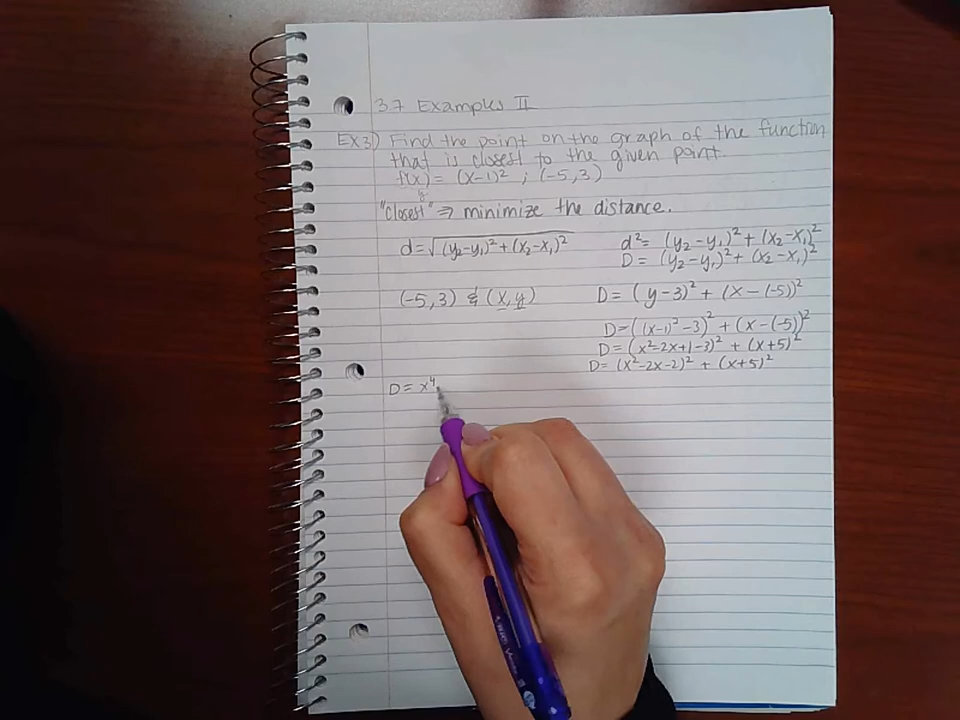 3.7 Examples II
Ex 3) Find the point on the graph of the function
that is closest to the given point.
f(x) = (x-1)² ; (-5,3)
y
"closest" ⇒ minimize the distance.
d = √(y₂-y₁)² + (x₂-x₁)²
d² = (y₂-y₁)² + (x₂-x₁)²
D = (y₂-y₁)² + (x₂-x₁)²
(-5,3) & (x,y)
D = (y-3)² + (x-(-5))²
D = ((x-1)² -3)² + (x-(-5))²
D = (x²-2x+1-3)² + (x+5)²
D = (x²-2x-2)² + (x+5)²
D = x⁴